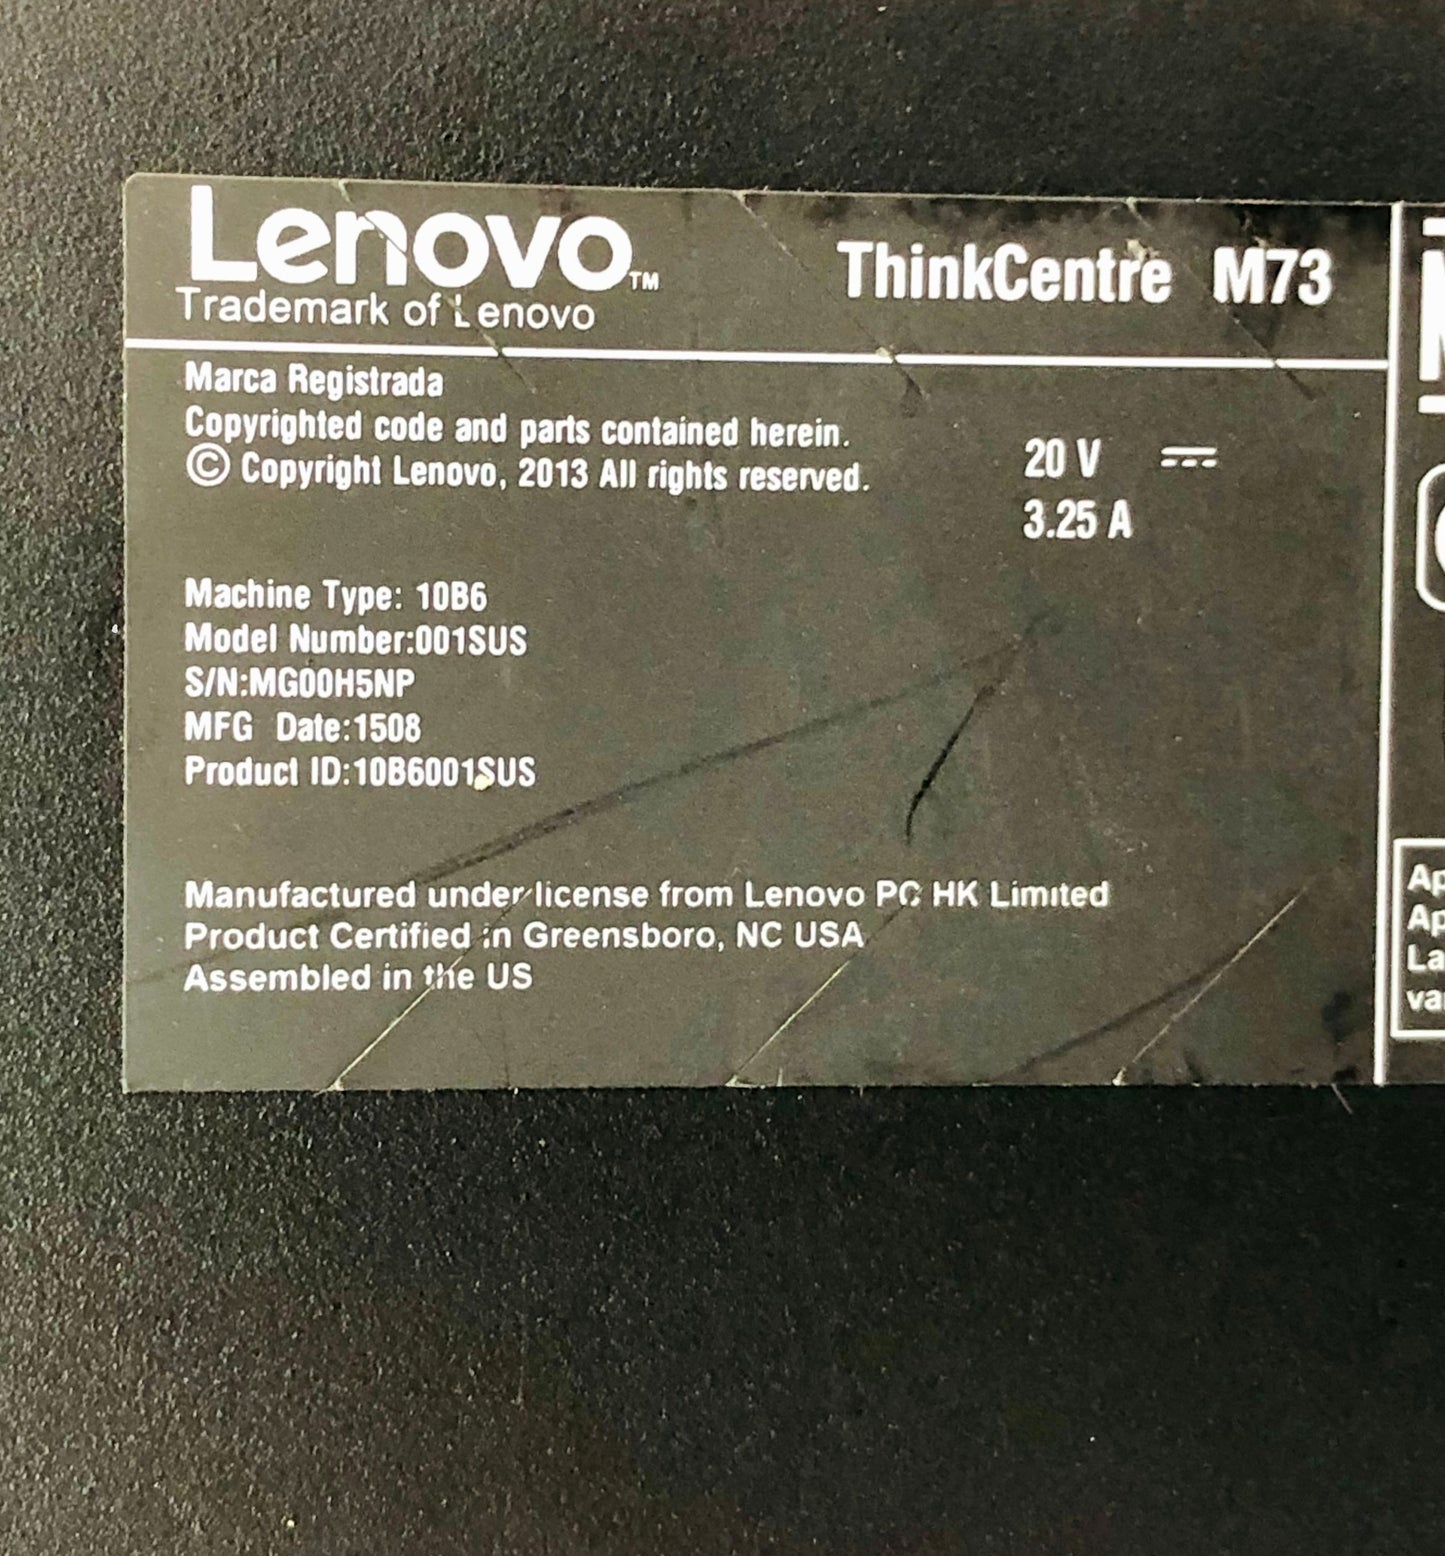 Lenovo™
Trademark of Lenovo
ThinkCentre M73
Marca Registrada
Copyrighted code and parts contained herein.
© Copyright Lenovo, 2013 All rights reserved.
20 V
3.25 A
Machine Type: 10B6
Model Number:001SUS
S/N:MG00H5NP
MFG Date:1508
Product ID:10B6001SUS
Manufactured under license from Lenovo PC HK Limited
Product Certified in Greensboro, NC USA
Assembled in the US